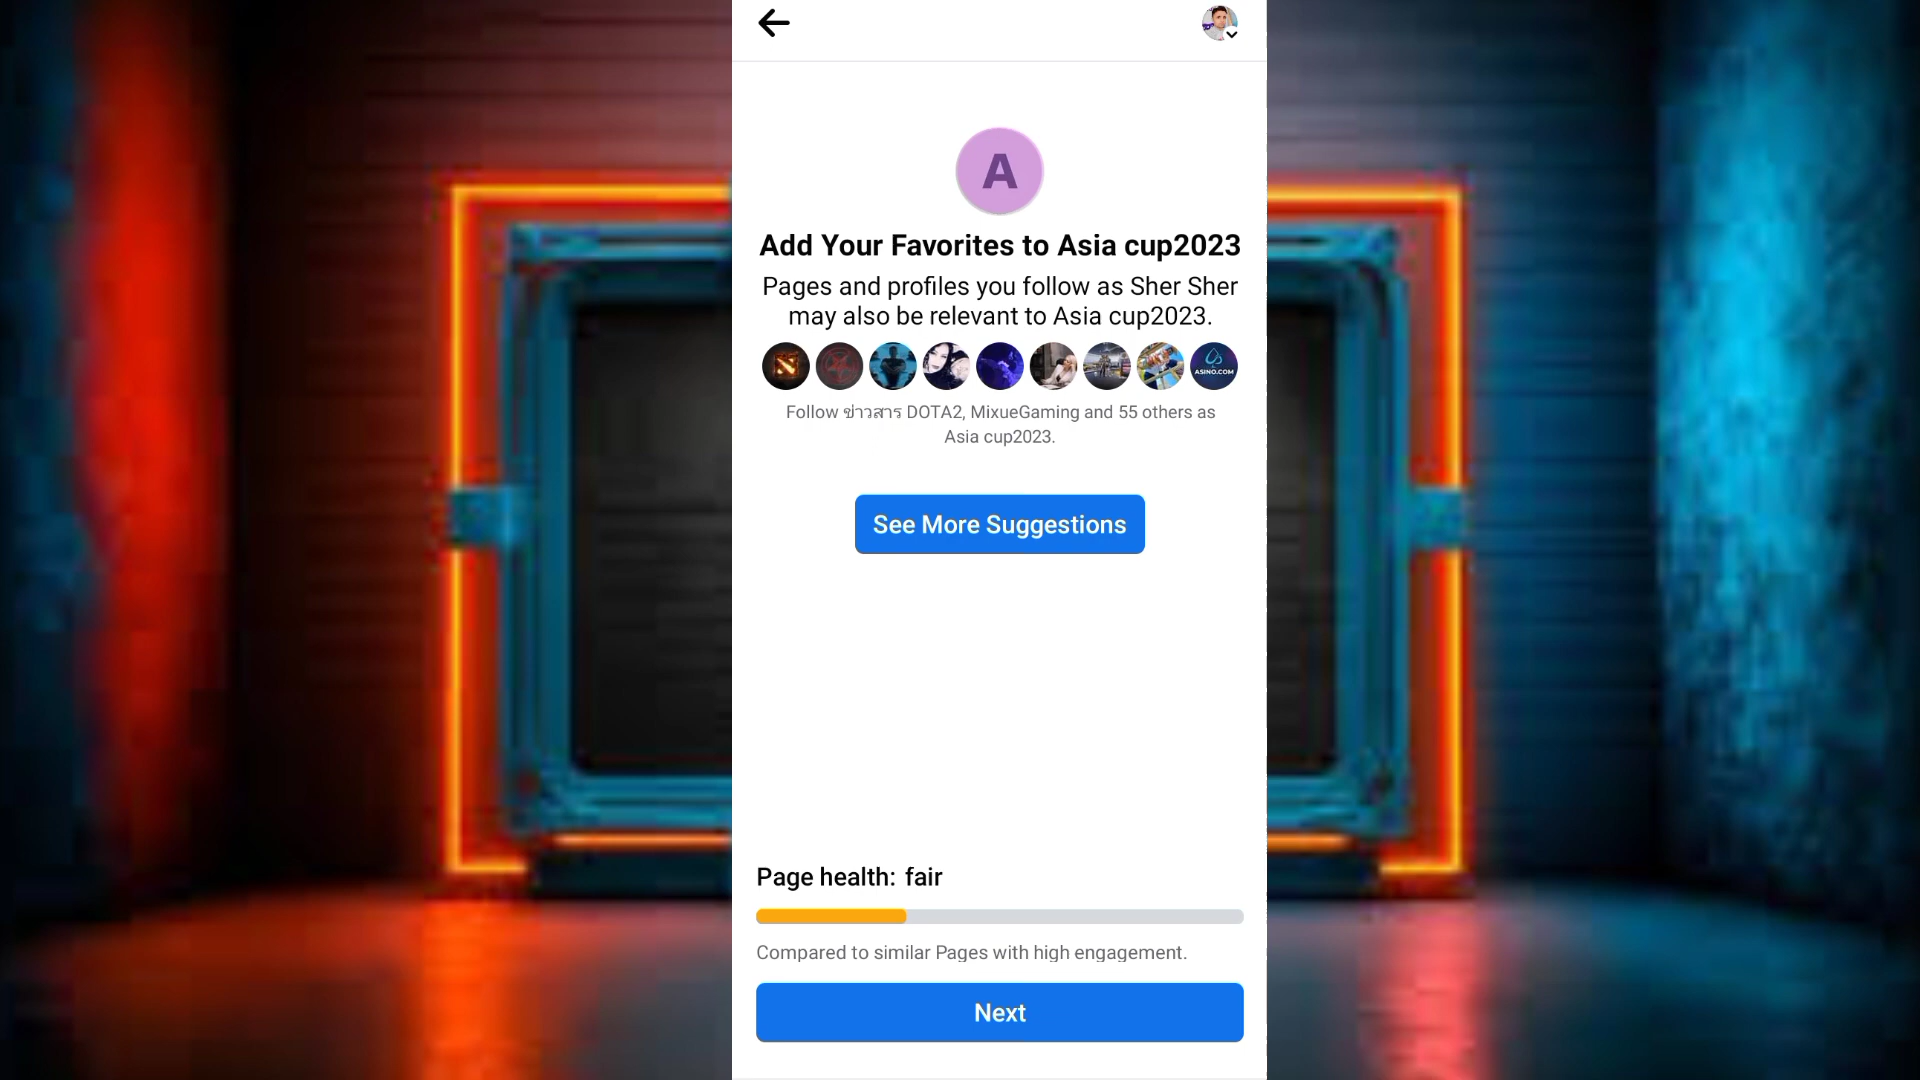 A
Add Your Favorites to Asia cup2023
Pages and profiles you follow as Sher Sher
may also be relevant to Asia cup2023.
ASINO.COM
Follow ข่าวสาร DOTA2, MixueGaming and 55 others as
Asia cup2023.
See More Suggestions
Page health: fair
Compared to similar Pages with high engagement.
Next